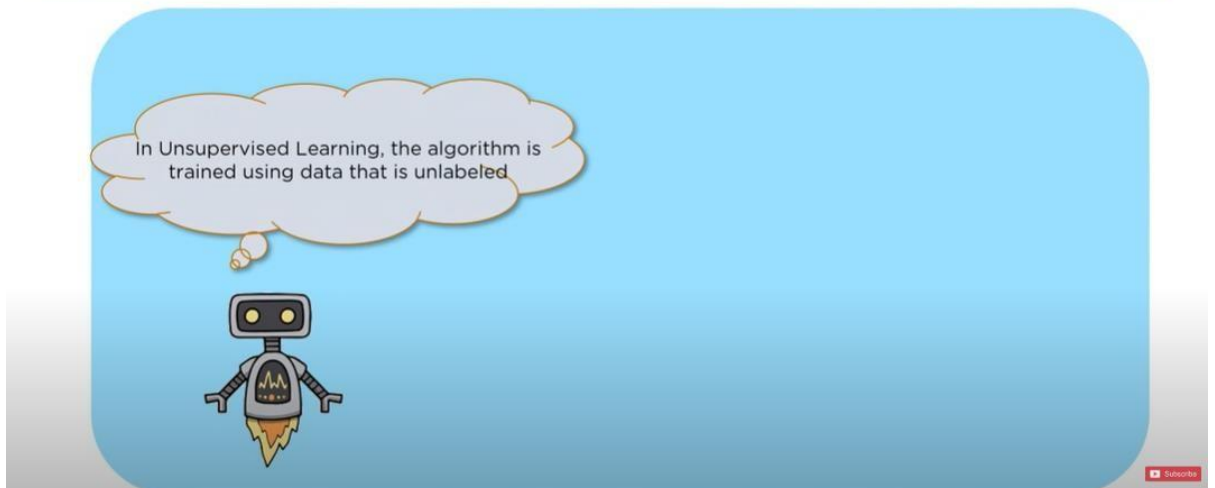 In Unsupervised Learning, the algorithm is
trained using data that is unlabeled
Subscribe